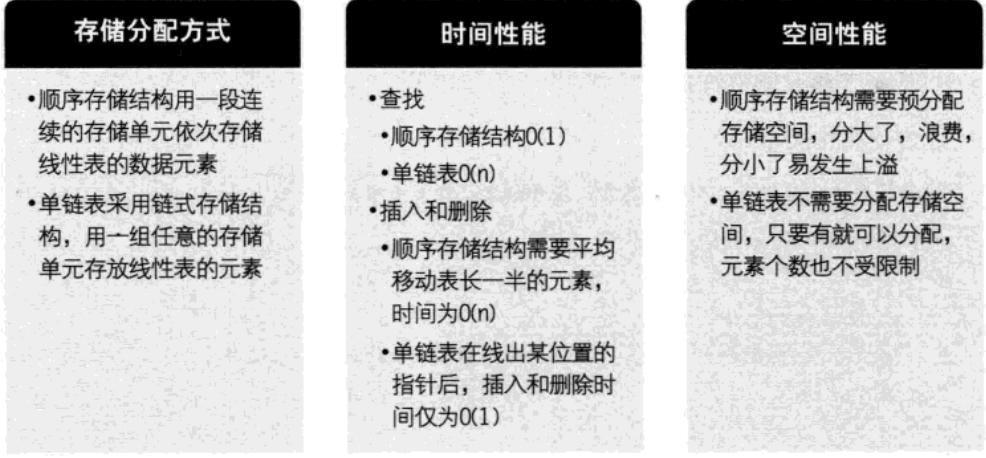 存储分配方式
•顺序存储结构用一段连
续的存储单元依次存储
线性表的数据元素
•单链表采用链式存储结
构，用一组任意的存储
单元存放线性表的元素
时间性能
•查找
•顺序存储结构O(1)
•单链表O(n)
•插入和删除
•顺序存储结构需要平均
移动表长一半的元素，
时间为O(n)
•单链表在线出某位置的
指针后，插入和删除时
间仅为O(1)
空间性能
•顺序存储结构需要预分配
存储空间，分大了，浪费，
分小了易发生上溢
•单链表不需要分配存储空
间，只要有就可以分配，
元素个数也不受限制